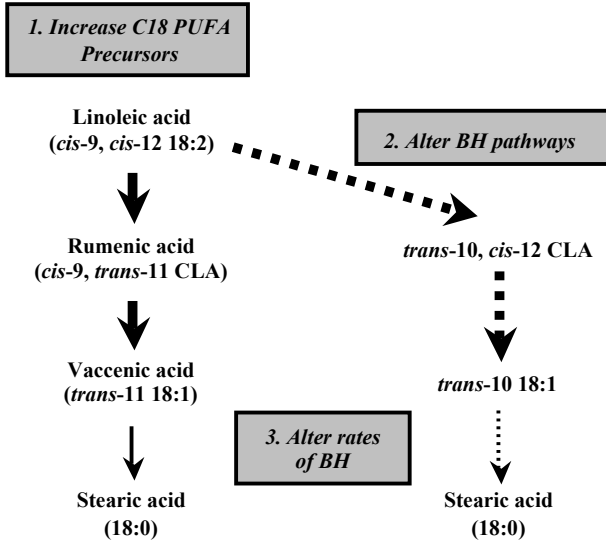 1. Increase C18 PUFA
Precursors
Linoleic acid
(cis-9, cis-12 18:2)
2. Alter BH pathways
Rumenic acid
(cis-9, trans-11 CLA)
trans-10, cis-12 CLA
Vaccenic acid
(trans-11 18:1)
trans-10 18:1
3. Alter rates
of BH
Stearic acid
(18:0)
Stearic acid
(18:0)